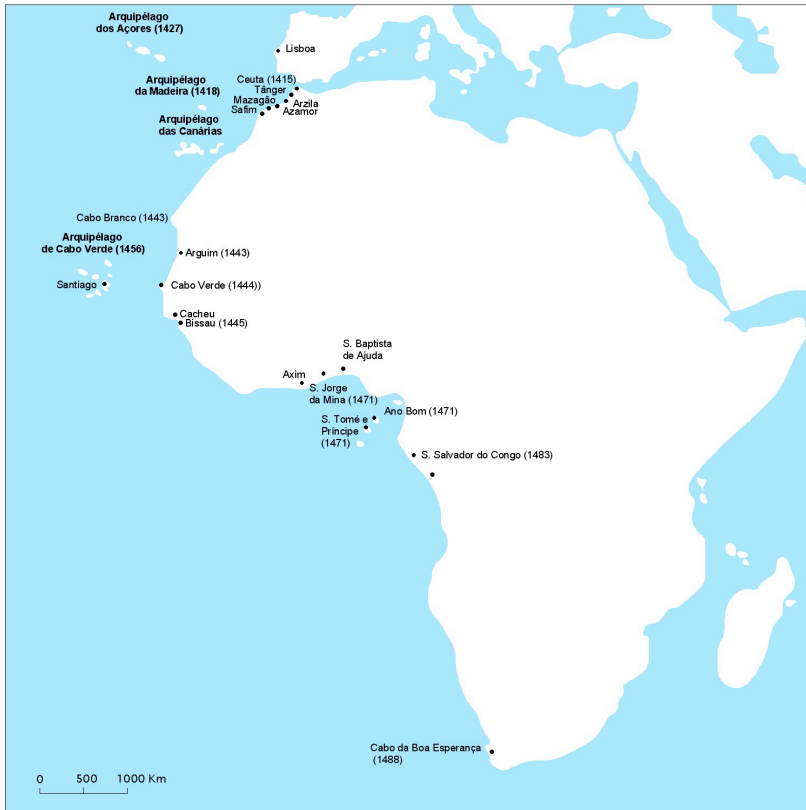 Arquipélago
dos Açores (1427)
Lisboa
Ceuta (1415)
Tânger
Arquipélago
da Madeira (1418)
Mazagão
Arzila
Safim
Azamor
Arquipélago
das Canárias
Cabo Branco (1443)
Arquipélago
de Cabo Verde (1456)
Arguim (1443)
Santiago
Cabo Verde (1444))
Cacheu
Bissau (1445)
S. Baptista
de Ajuda
Axim
S. Jorge
da Mina (1471)
Ano Bom (1471)
S. Tomé e
Príncipe
(1471)
S. Salvador do Congo (1483)
Cabo da Boa Esperança
(1488)
0 500 1000 Km